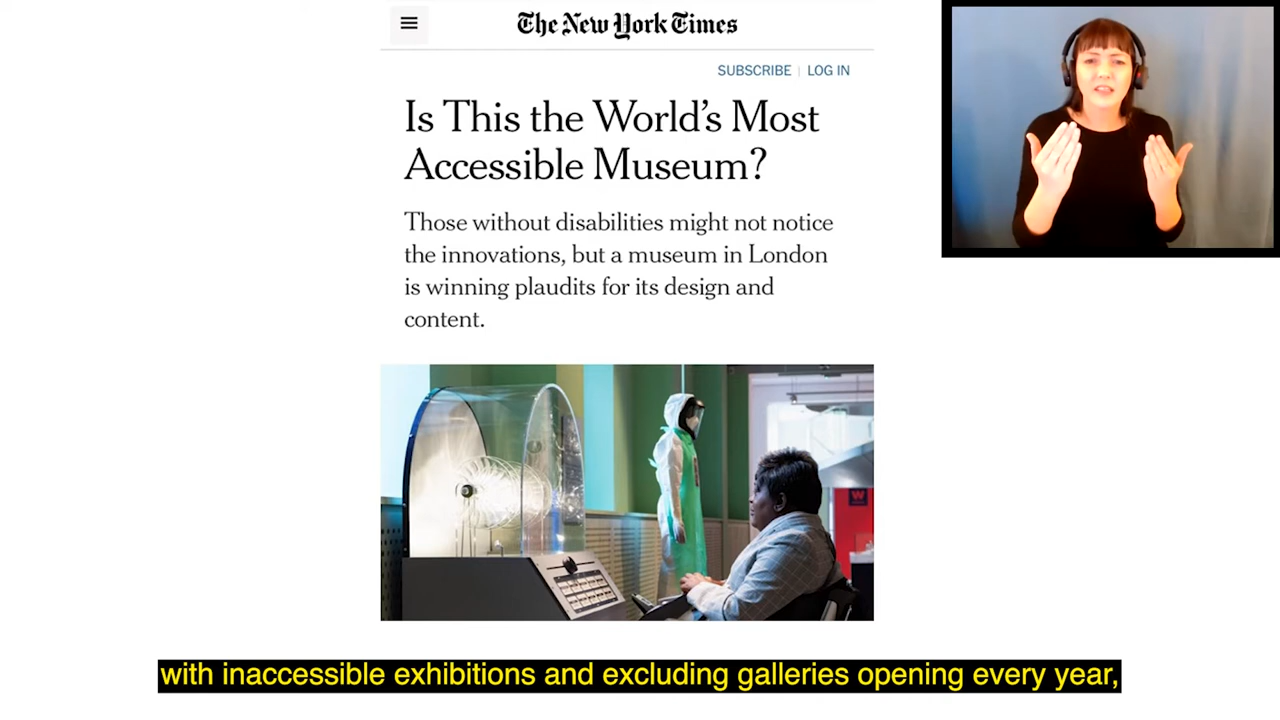 The New York Times
SUBSCRIBE | LOG IN
Is This the World's Most
Accessible Museum?
Those without disabilities might not notice
the innovations, but a museum in London
is winning plaudits for its design and
content.
W
with inaccessible exhibitions and excluding galleries opening every year,